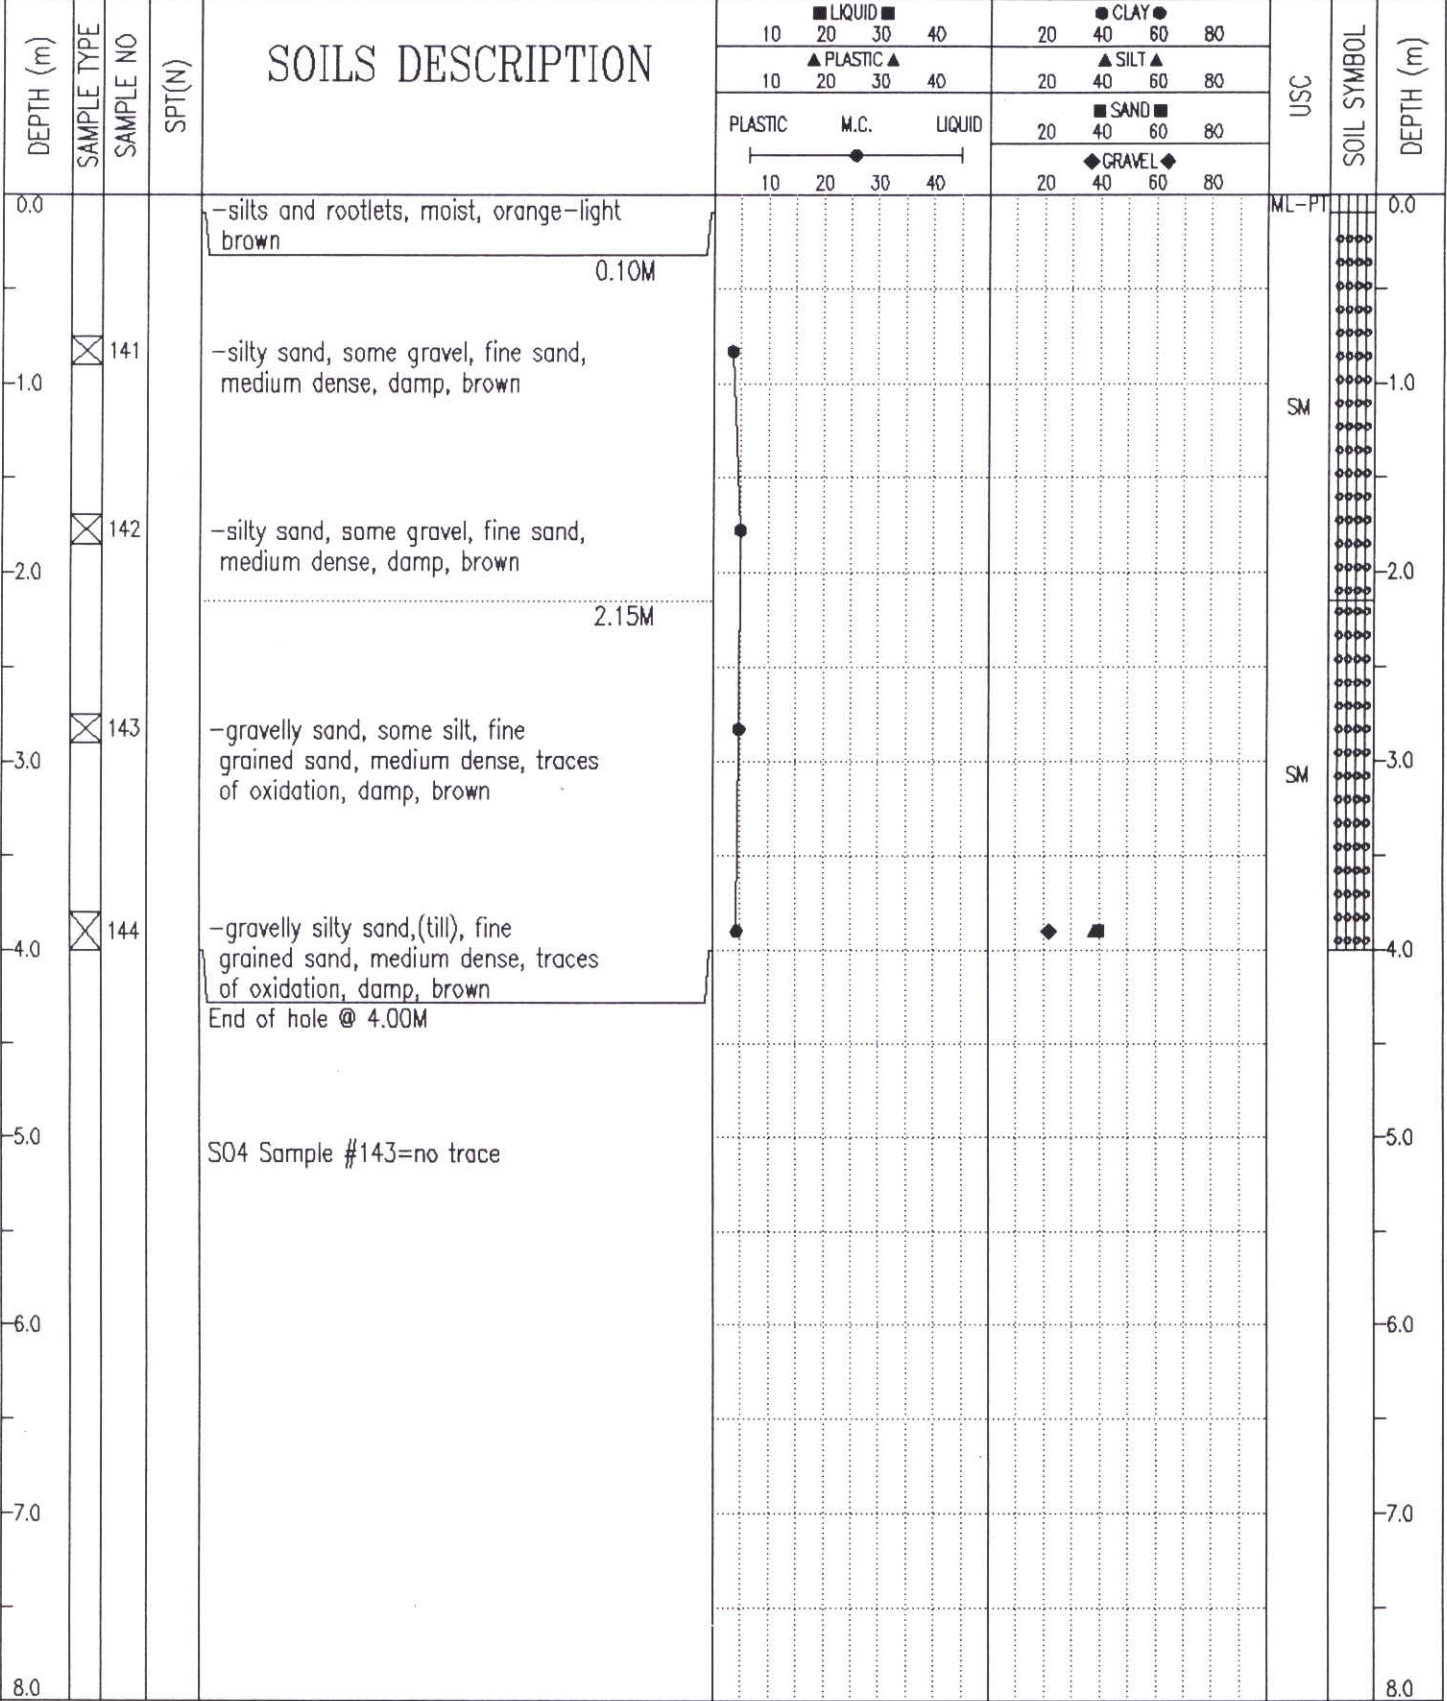 DEPTH (m)
SAMPLE TYPE
SAMPLE NO
SPT(N)
SOILS DESCRIPTION
■ LIQUID ■
10 20 30 40
▲ PLASTIC ▲
10 20 30 40
PLASTIC M.C. LIQUID
10 20 30 40
● CLAY ●
20 40 60 80
▲ SILT ▲
20 40 60 80
■ SAND ■
20 40 60 80
◆ GRAVEL ◆
20 40 60 80
USC
SOIL SYMBOL
DEPTH (m)
0.0
-silts and rootlets, moist, orange-light
brown
ML-PT
0.0
0.10M
141
-silty sand, some gravel, fine sand,
medium dense, damp, brown
1.0
1.0
SM
142
-silty sand, some gravel, fine sand,
medium dense, damp, brown
2.0
2.0
2.15M
143
-gravelly sand, some silt, fine
grained sand, medium dense, traces
of oxidation, damp, brown
3.0
3.0
SM
144
-gravelly silty sand,(till), fine
grained sand, medium dense, traces
of oxidation, damp, brown
4.0
4.0
End of hole @ 4.00M
5.0
5.0
SO4 Sample #143=no trace
6.0
6.0
7.0
7.0
8.0
8.0